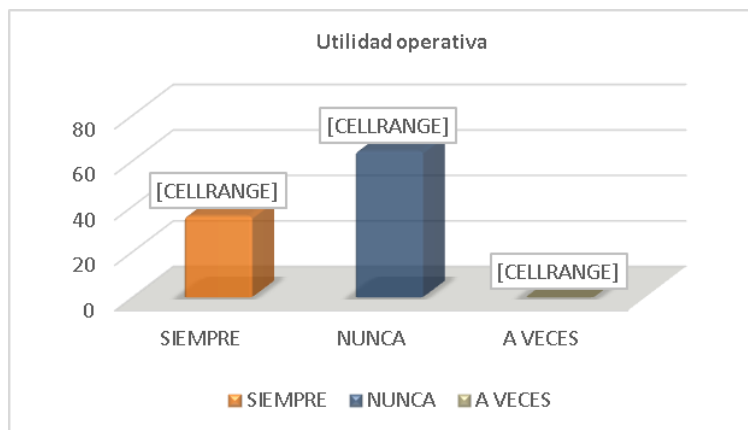 Utilidad operativa
80
60
40
20
0
[CELLRANGE]
[CELLRANGE]
[CELLRANGE]
SIEMPRE NUNCA A VECES
SIEMPRE NUNCA A VECES